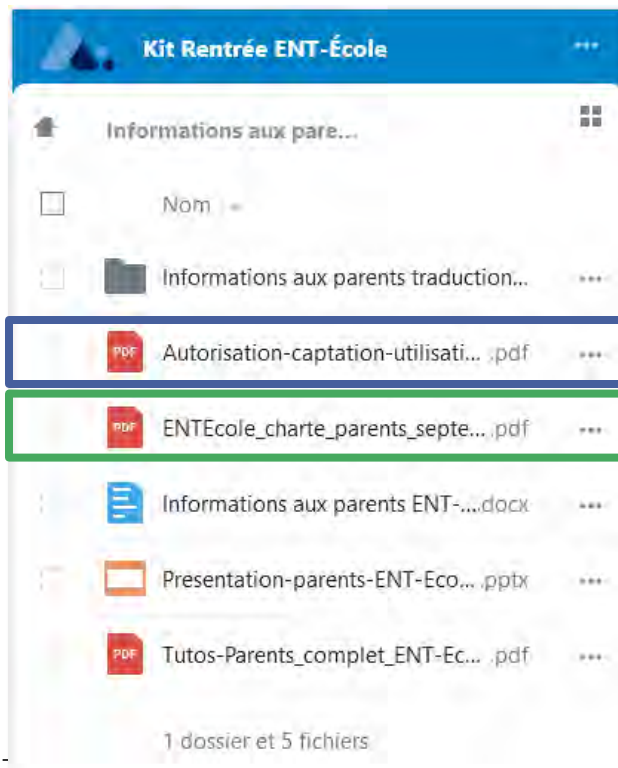 Kit Rentrée ENT-École
Informations aux pare...
Nom
Informations aux parents traduction...
PDF Autorisation-captation-utilisati... .pdf
PDF ENTEcole_charte_parents_septe... .pdf
Informations aux parents ENT-....docx
Presentation-parents-ENT-Eco... .pptx
PDF Tutos-Parents_complet_ENT-Ec... .pdf
1 dossier et 5 fichiers